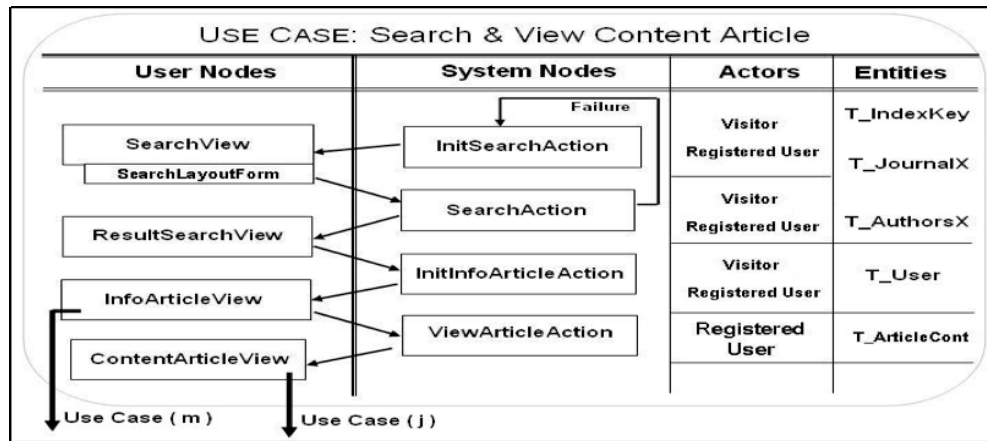 USE CASE: Search & View Content Article
User Nodes
System Nodes
Actors
Entities
Failure
SearchView
SearchLayoutForm
InitSearchAction
Visitor
Registered User
T_IndexKey
T_JournalX
SearchAction
Visitor
Registered User
T_AuthorsX
ResultSearchView
InitInfoArticleAction
Visitor
Registered User
T_User
InfoArticleView
ViewArticleAction
Registered
User
T_ArticleCont
ContentArticleView
Use Case ( m )
Use Case ( j )